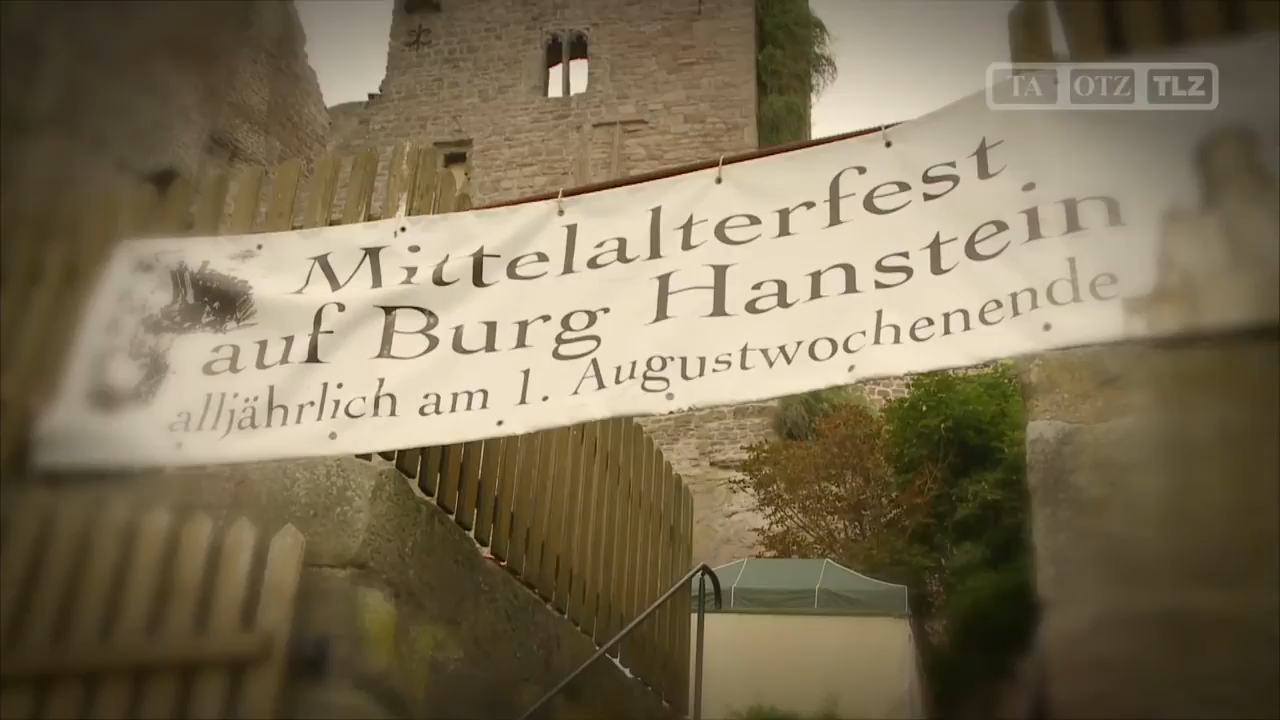 TA OTZ TLZ
Mittelalterfest
auf Burg Hanstein
alljährlich am 1. Augustwochenende